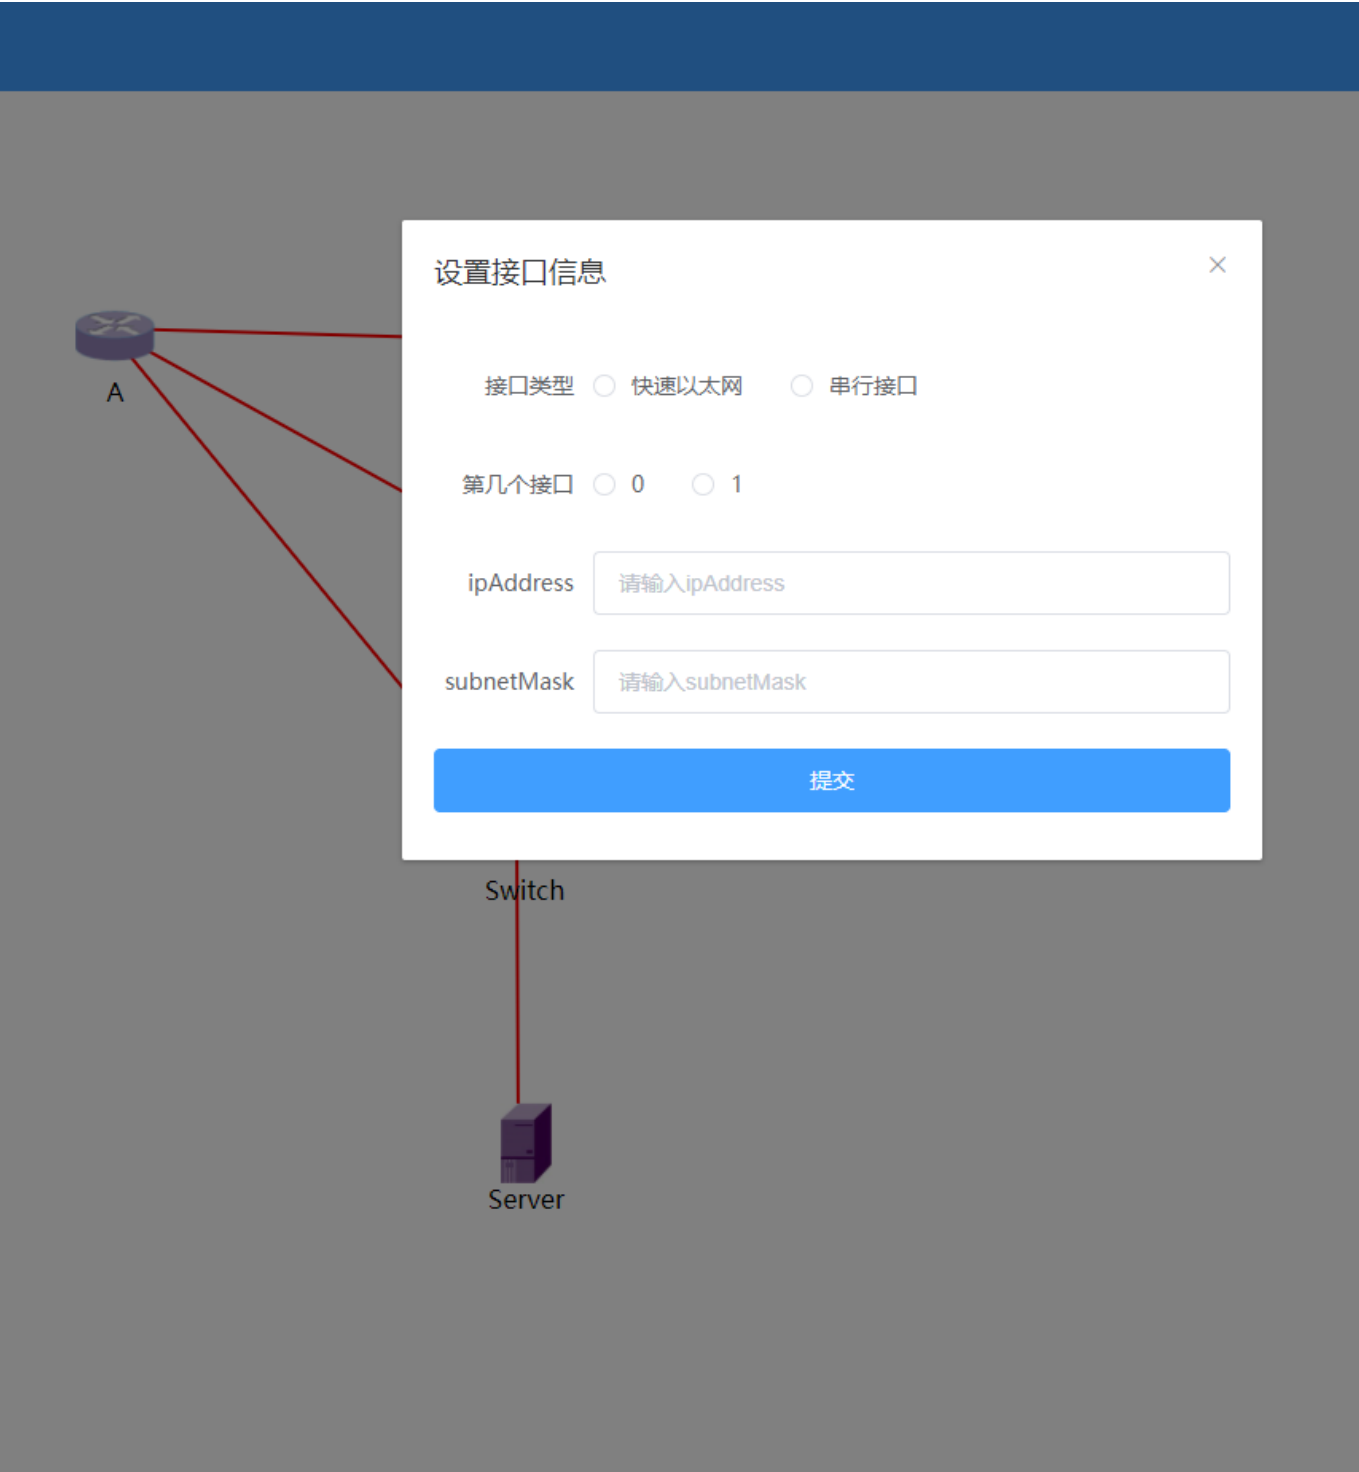 设置接口信息
A
接口类型 快速以太网 串行接口
第几个接口 0 1
ipAddress 请输入ipAddress
subnetMask 请输入subnetMask
提交
Switch
Server